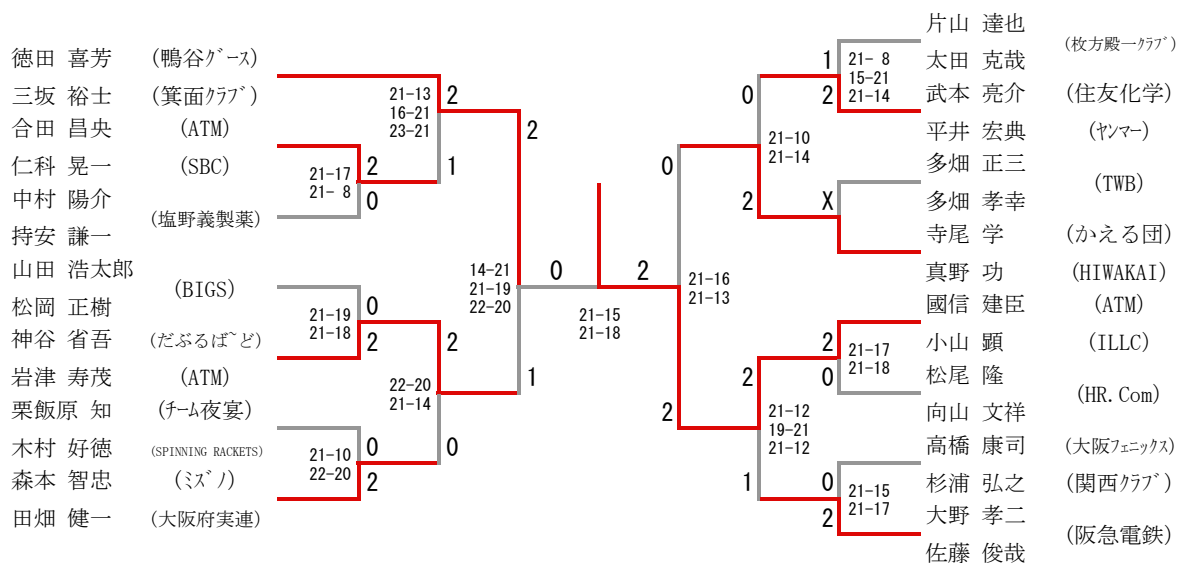 徳田 喜芳 (鴨谷グース)
三坂 裕士 (箕面クラブ)
合田 昌央 (ATM)
仁科 晃一 (SBC)
中村 陽介
(塩野義製薬)
持安 謙一
山田 浩太郎
(BIGS)
松岡 正樹
神谷 省吾 (だぶるば~ど)
岩津 寿茂 (ATM)
栗飯原 知 (チーム夜宴)
木村 好徳 (SPINNING RACKETS)
森本 智忠 (ミズノ)
田畑 健一 (大阪府実連)
21-17
21- 8
2
0
21-19
21-18
0
2
21-10
22-20
0
2
21-13
16-21
23-21
2
1
22-20
21-14
2
0
14-21
21-19
22-20
2
1
0
2
21-15
21-18
0
2
21-16
21-13
0
2
21-10
21-14
2
1
21-12
19-21
21-12
1
2
21- 8
15-21
21-14
X
2
0
21-17
21-18
0
2
21-15
21-17
片山 達也
(枚方殿一クラブ)
太田 克哉
武本 亮介 (住友化学)
平井 宏典 (ヤンマー)
多畑 正三
(TWB)
多畑 孝幸
寺尾 学 (かえる団)
真野 功 (HIWAKAI)
國信 建臣 (ATM)
小山 顕 (ILLC)
松尾 隆
(HR.Com)
向山 文祥
高橋 康司 (大阪フェニックス)
杉浦 弘之 (関西クラブ)
大野 孝二
(阪急電鉄)
佐藤 俊哉